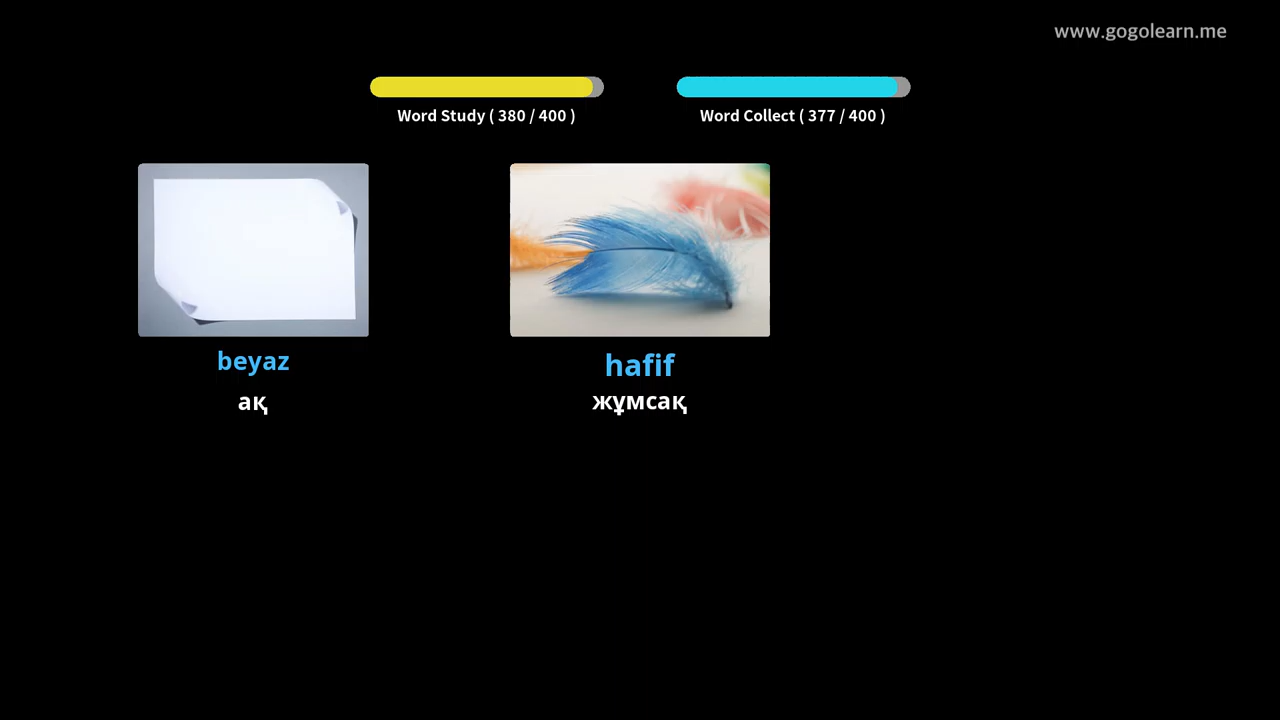 www.gogolearn.me
Word Study ( 380 / 400 )
Word Collect ( 377 / 400 )
beyaz
ақ
hafif
жұмсақ